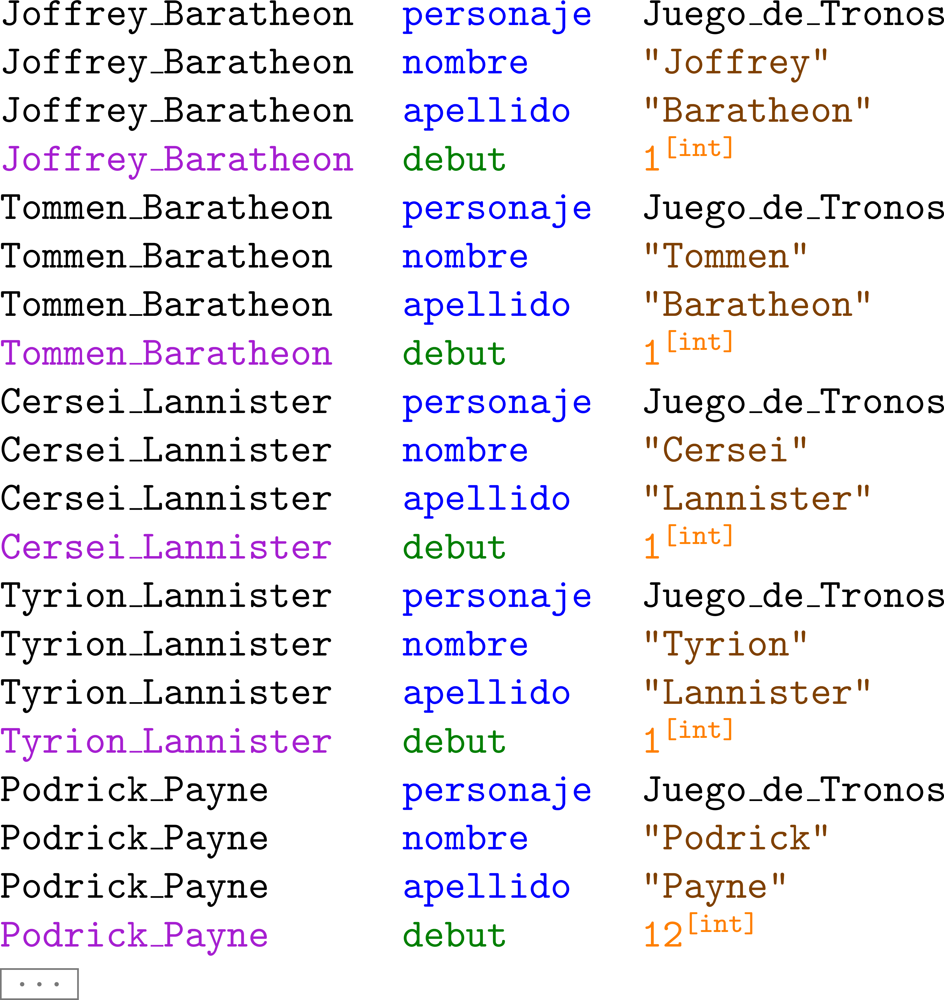 Joffrey_Baratheon personaje Juego_de_Tronos
Joffrey_Baratheon nombre "Joffrey"
Joffrey_Baratheon apellido "Baratheon"
Joffrey_Baratheon debut 1[int]
Tommen_Baratheon personaje Juego_de_Tronos
Tommen_Baratheon nombre "Tommen"
Tommen_Baratheon apellido "Baratheon"
Tommen_Baratheon debut 1[int]
Cersei_Lannister personaje Juego_de_Tronos
Cersei_Lannister nombre "Cersei"
Cersei_Lannister apellido "Lannister"
Cersei_Lannister debut 1[int]
Tyrion_Lannister personaje Juego_de_Tronos
Tyrion_Lannister nombre "Tyrion"
Tyrion_Lannister apellido "Lannister"
Tyrion_Lannister debut 1[int]
Podrick_Payne personaje Juego_de_Tronos
Podrick_Payne nombre "Podrick"
Podrick_Payne apellido "Payne"
Podrick_Payne debut 12[int]
...